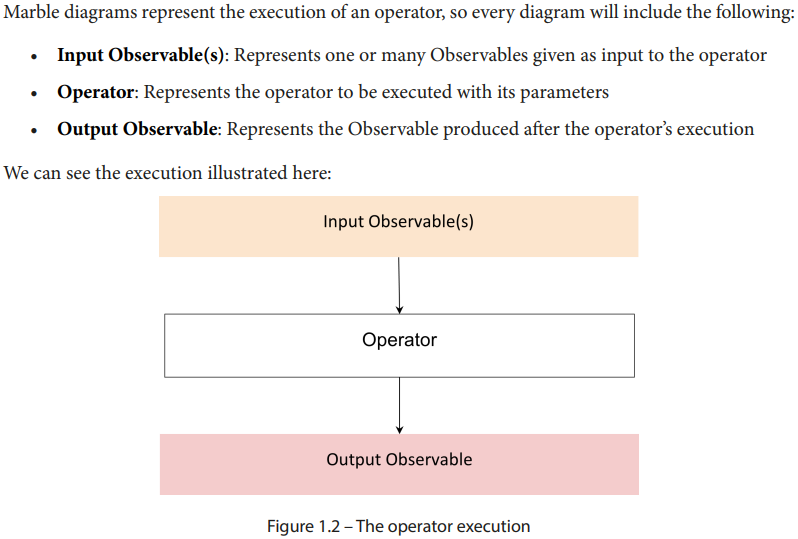 Marble diagrams represent the execution of an operator, so every diagram will include the following:
• Input Observable(s): Represents one or many Observables given as input to the operator
• Operator: Represents the operator to be executed with its parameters
• Output Observable: Represents the Observable produced after the operator’s execution
We can see the execution illustrated here:
Input Observable(s)
Operator
Output Observable
Figure 1.2 – The operator execution